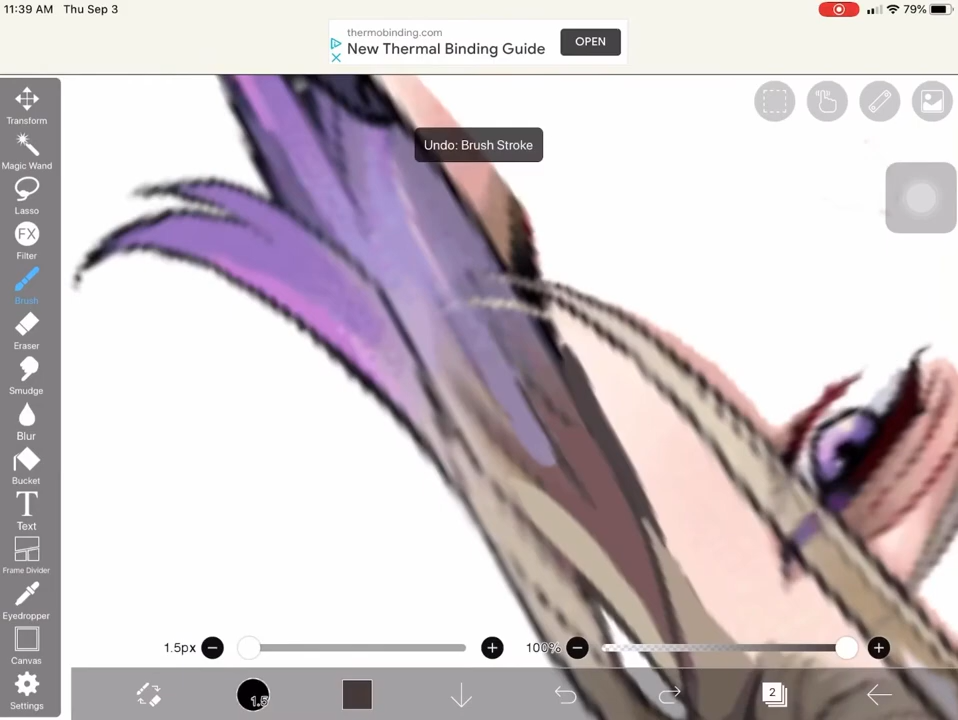 11:39 AM Thu Sep 3
79%
thermobinding.com
New Thermal Binding Guide
OPEN
Undo: Brush Stroke
Transform
Magic Wand
Lasso
FX
Filter
Brush
Eraser
Smudge
Blur
Bucket
T
Text
Frame Divider
Eyedropper
Canvas
Settings
1.5px
100%
1.5
2